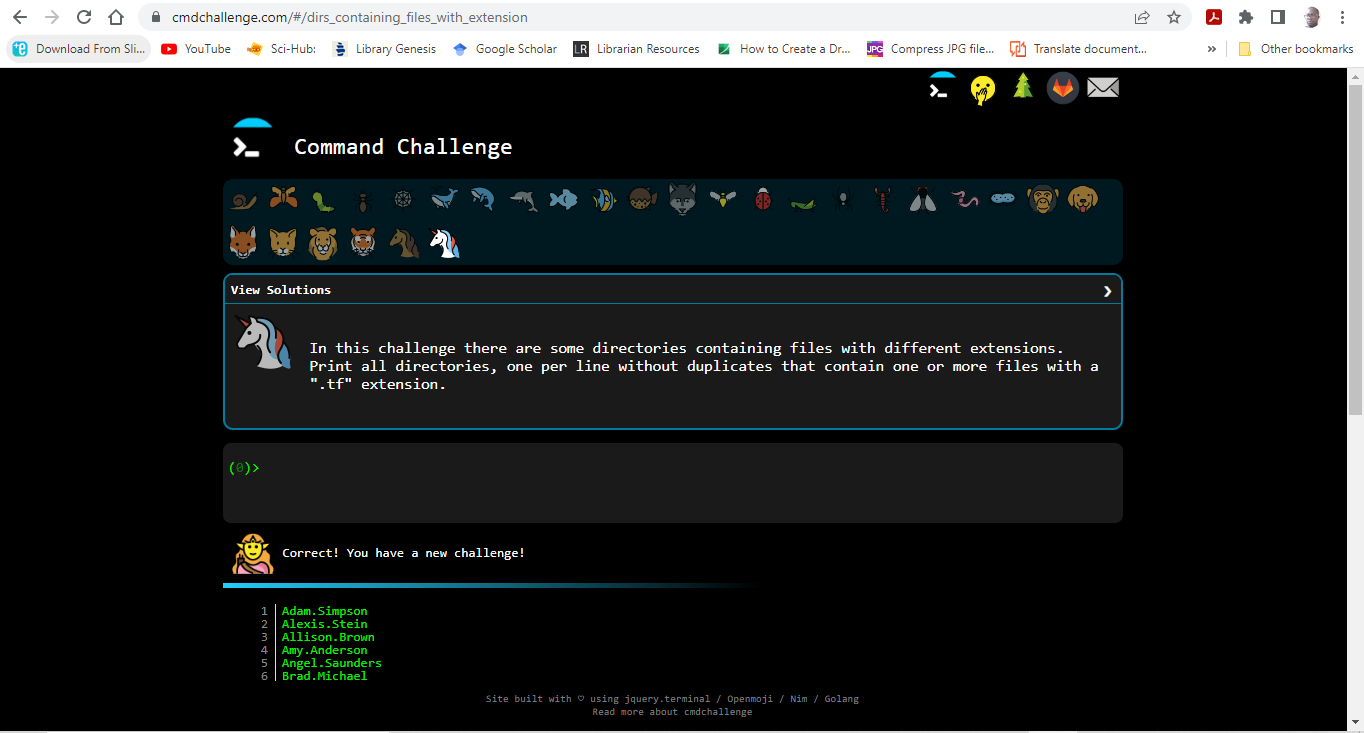 cmdchallenge.com/#/dirs_containing_files_with_extension
Download From Sli...
YouTube
Sci-Hub:
Library Genesis
Google Scholar
LR
Librarian Resources
How to Create a Dr...
JPG
Compress JPG file...
Translate document...
»
Other bookmarks
Command Challenge
View Solutions
In this challenge there are some directories containing files with different extensions.
Print all directories, one per line without duplicates that contain one or more files with a
".tf" extension.
(0)>
Correct! You have a new challenge!
1 Adam.Simpson
2 Alexis.Stein
3 Allison.Brown
4 Amy.Anderson
5 Angel.Saunders
6 Brad.Michael
Site built with ♡ using jquery.terminal / Openmoji / Nim / Golang
Read more about cmdchallenge